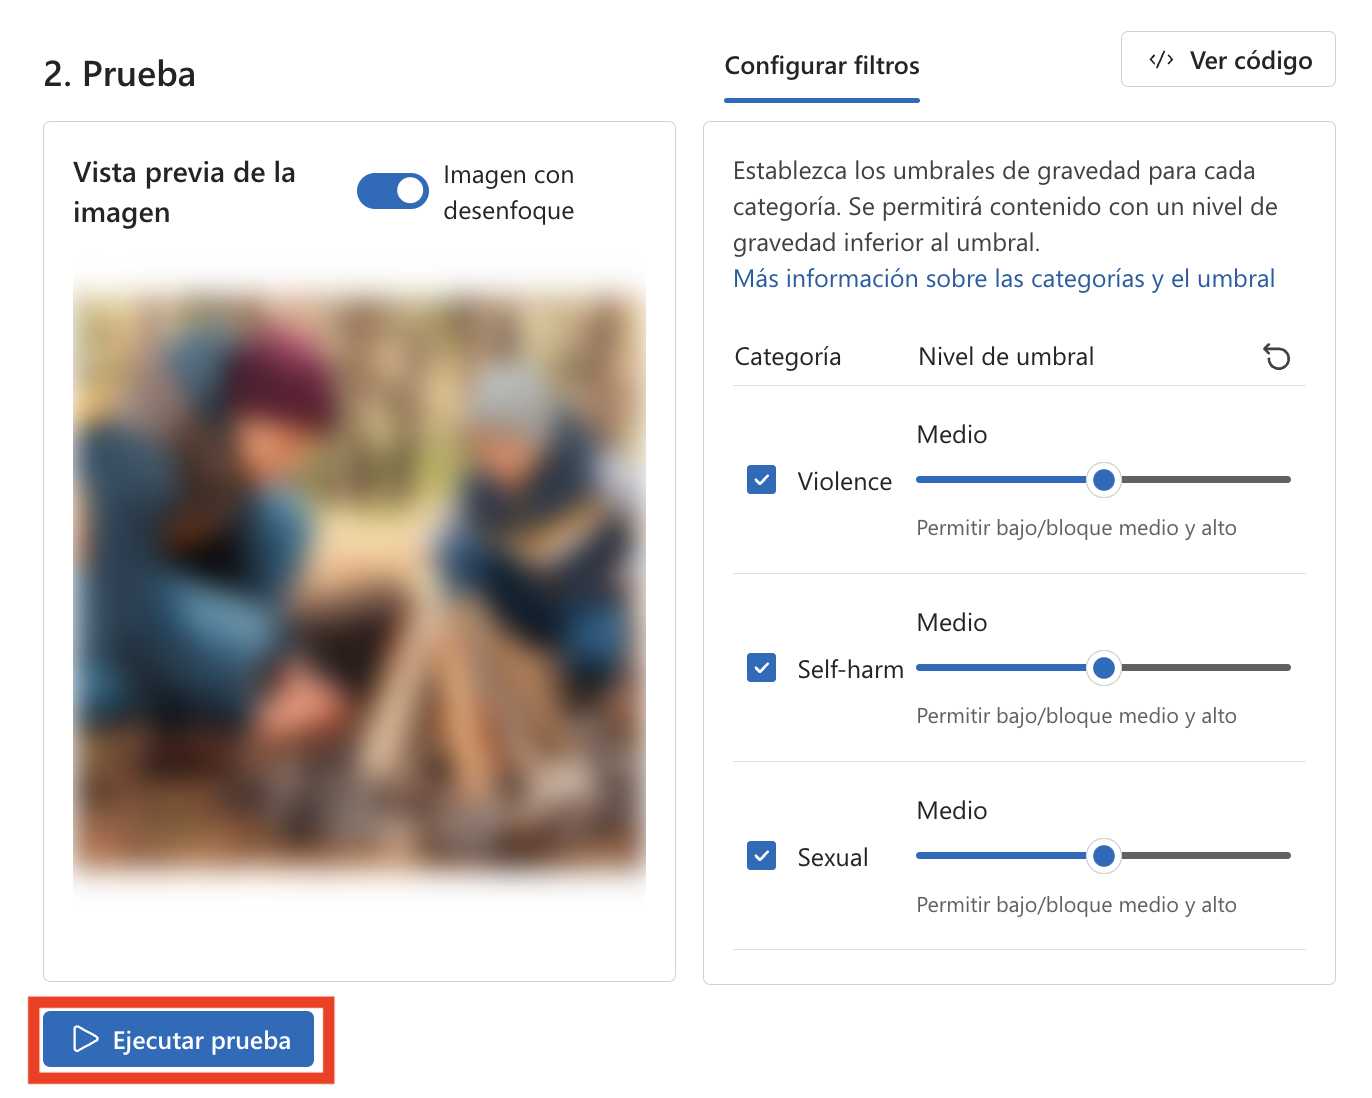 2. Prueba
Configurar filtros
</> Ver código
Vista previa de la
imagen
Imagen con
desenfoque
Establezca los umbrales de gravedad para cada
categoría. Se permitirá contenido con un nivel de
gravedad inferior al umbral.
Más información sobre las categorías y el umbral
Categoría
Nivel de umbral
Medio
Violence
Permitir bajo/bloque medio y alto
Medio
Self-harm
Permitir bajo/bloque medio y alto
Medio
Sexual
Permitir bajo/bloque medio y alto
Ejecutar prueba